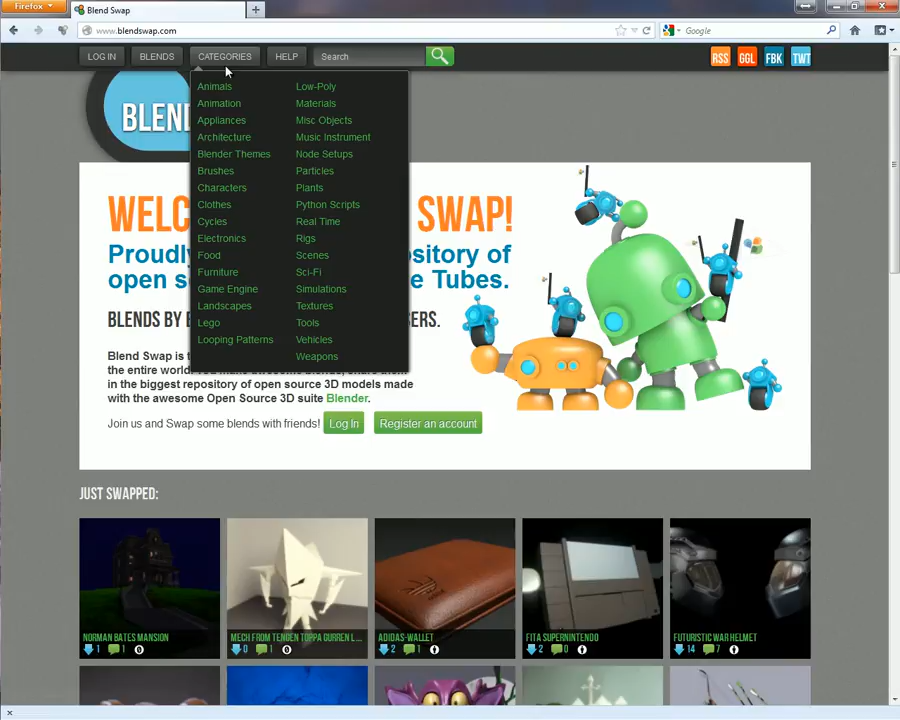 Firefox
Blend Swap
www.blendswap.com
Google
LOG IN BLENDS CATEGORIES HELP Search
RSS GGL FBK TWT
BLEN
Animals Low-Poly
Animation Materials
Appliances Misc Objects
Architecture Music Instrument
Blender Themes Node Setups
Brushes Particles
Characters Plants
Clothes Python Scripts
Cycles Real Time
Electronics Rigs
Food Scenes
Furniture Sci-Fi
Game Engine Simulations
Landscapes Textures
Lego Tools
Looping Patterns Vehicles
Weapons
WELC SWAP!
Proudly pository of
open s e Tubes.
BLENDS BY SERS.
Blend Swap is t
the entire world
in the biggest repository of open source 3D models made
with the awesome Open Source 3D suite Blender.
Join us and Swap some blends with friends! Log In Register an account
JUST SWAPPED:
NORMAN BATES MANSION
1 1 0
MECH FROM TENGEN TOPPA GURREN L...
0 1 0
ADIDAS-WALLET
2 1
FITA SUPERNINTENDO
2 0
FUTURISTIC WAR HELMET
14 7